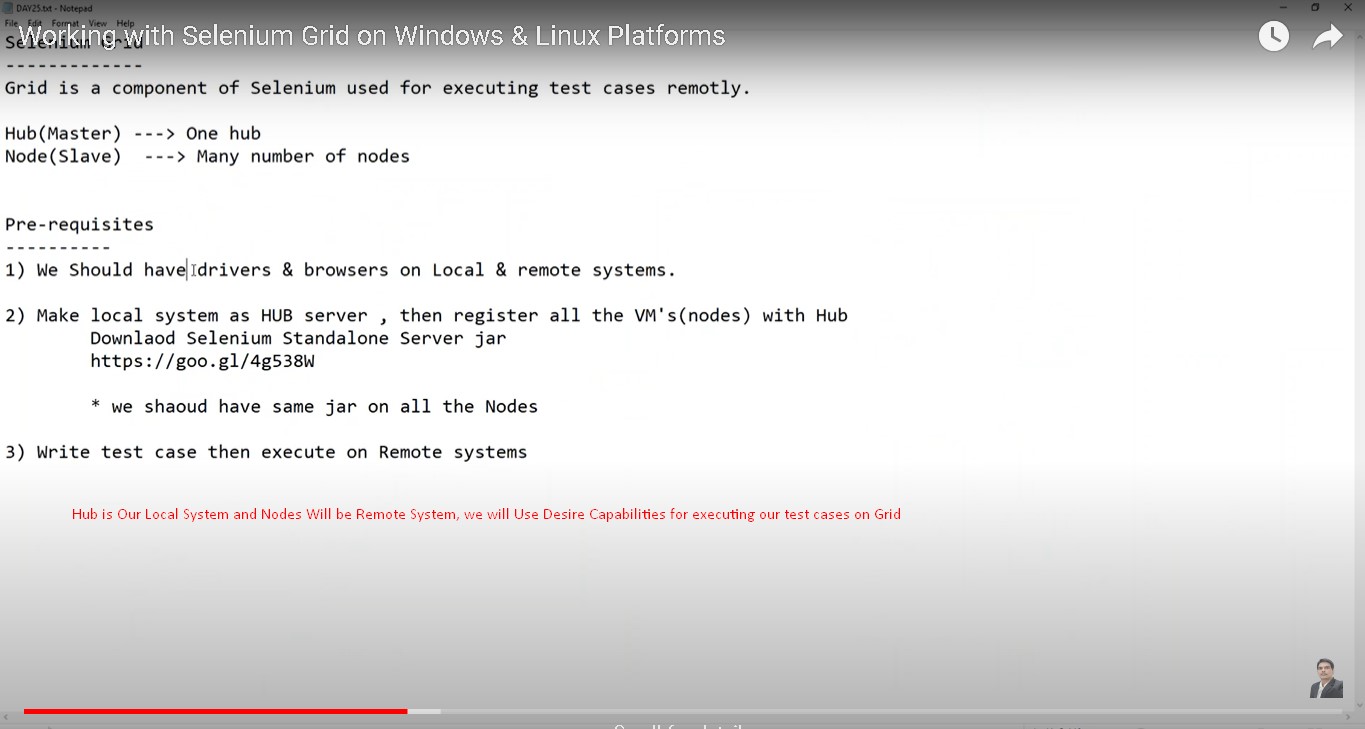 DAY25.txt - Notepad
File Edit Format View Help
Working with Selenium Grid on Windows & Linux Platforms
Selenium Grid
-------------
Grid is a component of Selenium used for executing test cases remotly.
Hub(Master) ---> One hub
Node(Slave) ---> Many number of nodes
Pre-requisites
----------
1) We Should have drivers & browsers on Local & remote systems.
2) Make local system as HUB server , then register all the VM's(nodes) with Hub
Downlaod Selenium Standalone Server jar
https://goo.gl/4g538W
* we shaoud have same jar on all the Nodes
3) Write test case then execute on Remote systems
Hub is Our Local System and Nodes Will be Remote System, we will Use Desire Capabilities for executing our test cases on Grid